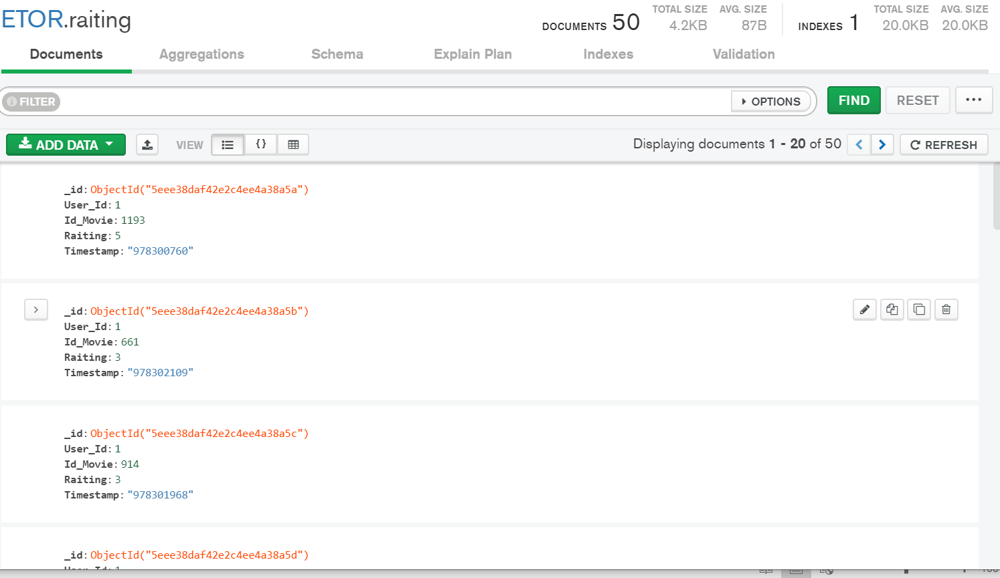 ETOR.raiting
DOCUMENTS 50
TOTAL SIZE 4.2KB
AVG. SIZE 87B
INDEXES 1
TOTAL SIZE 20.0KB
AVG. SIZE 20.0KB
Documents Aggregations Schema Explain Plan Indexes Validation
FILTER OPTIONS FIND RESET ...
ADD DATA VIEW {} Displaying documents 1 - 20 of 50 REFRESH
_id: ObjectId("5eee38daf42e2c4ee4a38a5a")
User_Id: 1
Id_Movie: 1193
Raiting: 5
Timestamp: "978300760"
_id: ObjectId("5eee38daf42e2c4ee4a38a5b")
User_Id: 1
Id_Movie: 661
Raiting: 3
Timestamp: "978302109"
_id: ObjectId("5eee38daf42e2c4ee4a38a5c")
User_Id: 1
Id_Movie: 914
Raiting: 3
Timestamp: "978301968"
_id: ObjectId("5eee38daf42e2c4ee4a38a5d")
User_Id: 1